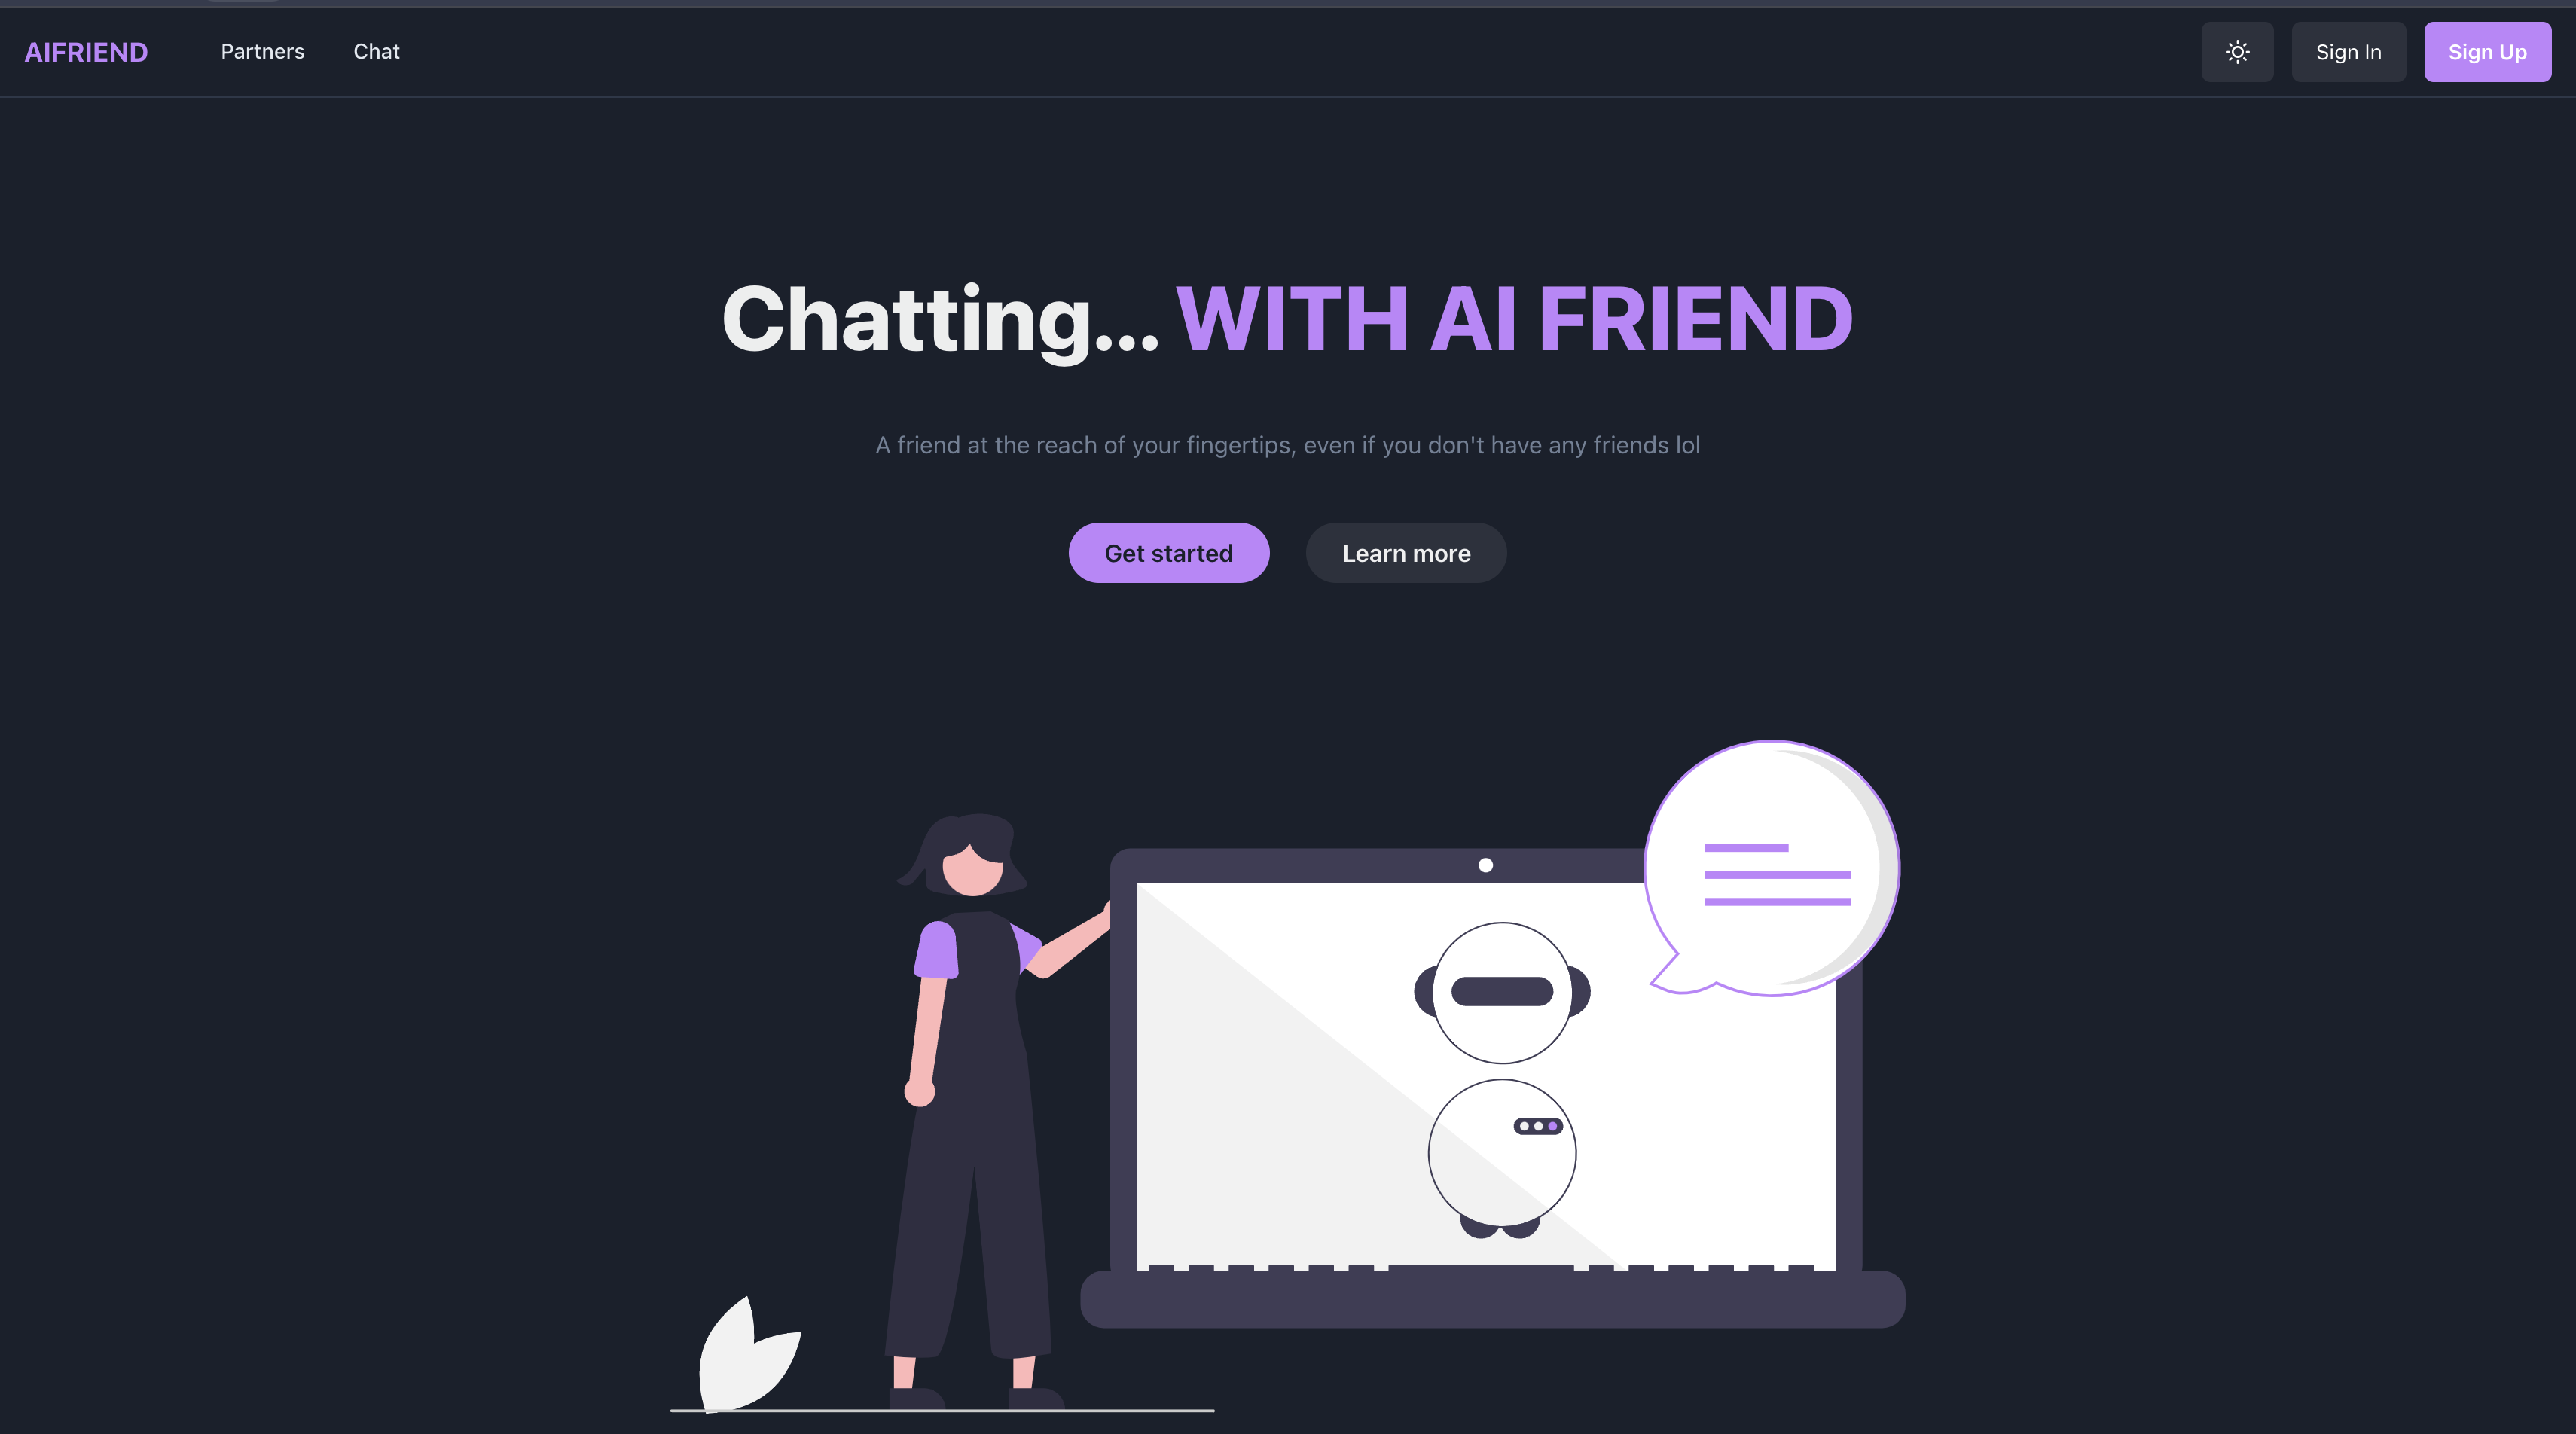 AIFRIEND Partners Chat Sign In Sign Up
Chatting... WITH AI FRIEND
A friend at the reach of your fingertips, even if you don't have any friends lol
Get started Learn more